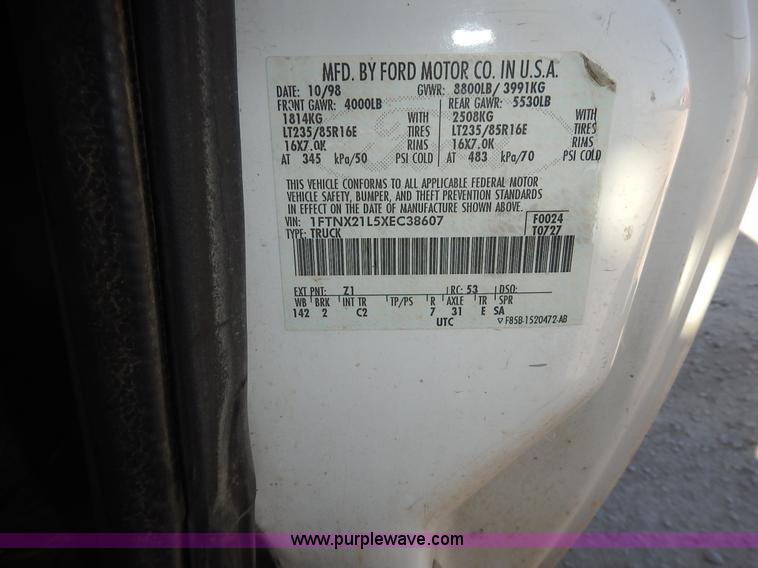 MFD. BY FORD MOTOR CO. IN U.S.A.
DATE: 10/98 GVWR: 8800LB/ 3991KG
FRONT GAWR: 4000LB REAR GAWR: 5530LB
1814KG WITH 2508KG WITH
LT235/85R16E TIRES LT235/85R16E TIRES
16X7.0K RIMS 16X7.0K RIMS
AT 345 kPa/50 PSI COLD AT 483 kPa/70 PSI COLD
THIS VEHICLE CONFORMS TO ALL APPLICABLE FEDERAL MOTOR
VEHICLE SAFETY, BUMPER, AND THEFT PREVENTION STANDARDS
IN EFFECT ON THE DATE OF MANUFACTURE SHOWN ABOVE.
VIN: 1FTNX21L5XEC38607 F0024
TYPE: TRUCK T0727
EXT PNT: Z1 RC: 53 DSO:
WB BRK INT TR TP/PS R AXLE TR SPR
142 2 C2 7 31 E SA
UTC F85B-1520472-AB
www.purplewave.com